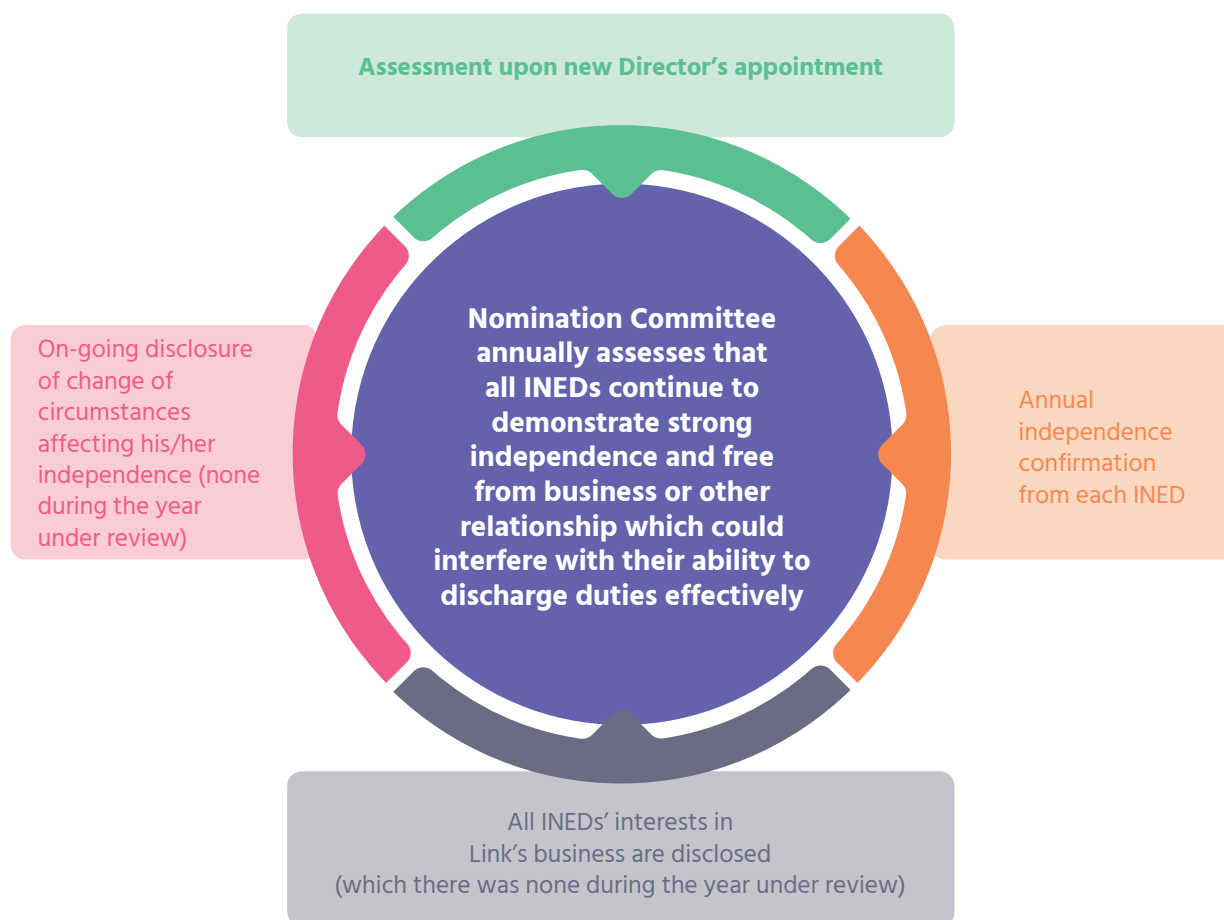 Assessment upon new Director's appointment
On-going disclosure
of change of
circumstances
affecting his/her
independence (none
during the year
under review)
Nomination Committee
annually assesses that
all INEDs continue to
demonstrate strong
independence and free
from business or other
relationship which could
interfere with their ability to
discharge duties effectively
Annual
independence
confirmation
from each INED
All INEDs' interests in
Link's business are disclosed
(which there was none during the year under review)